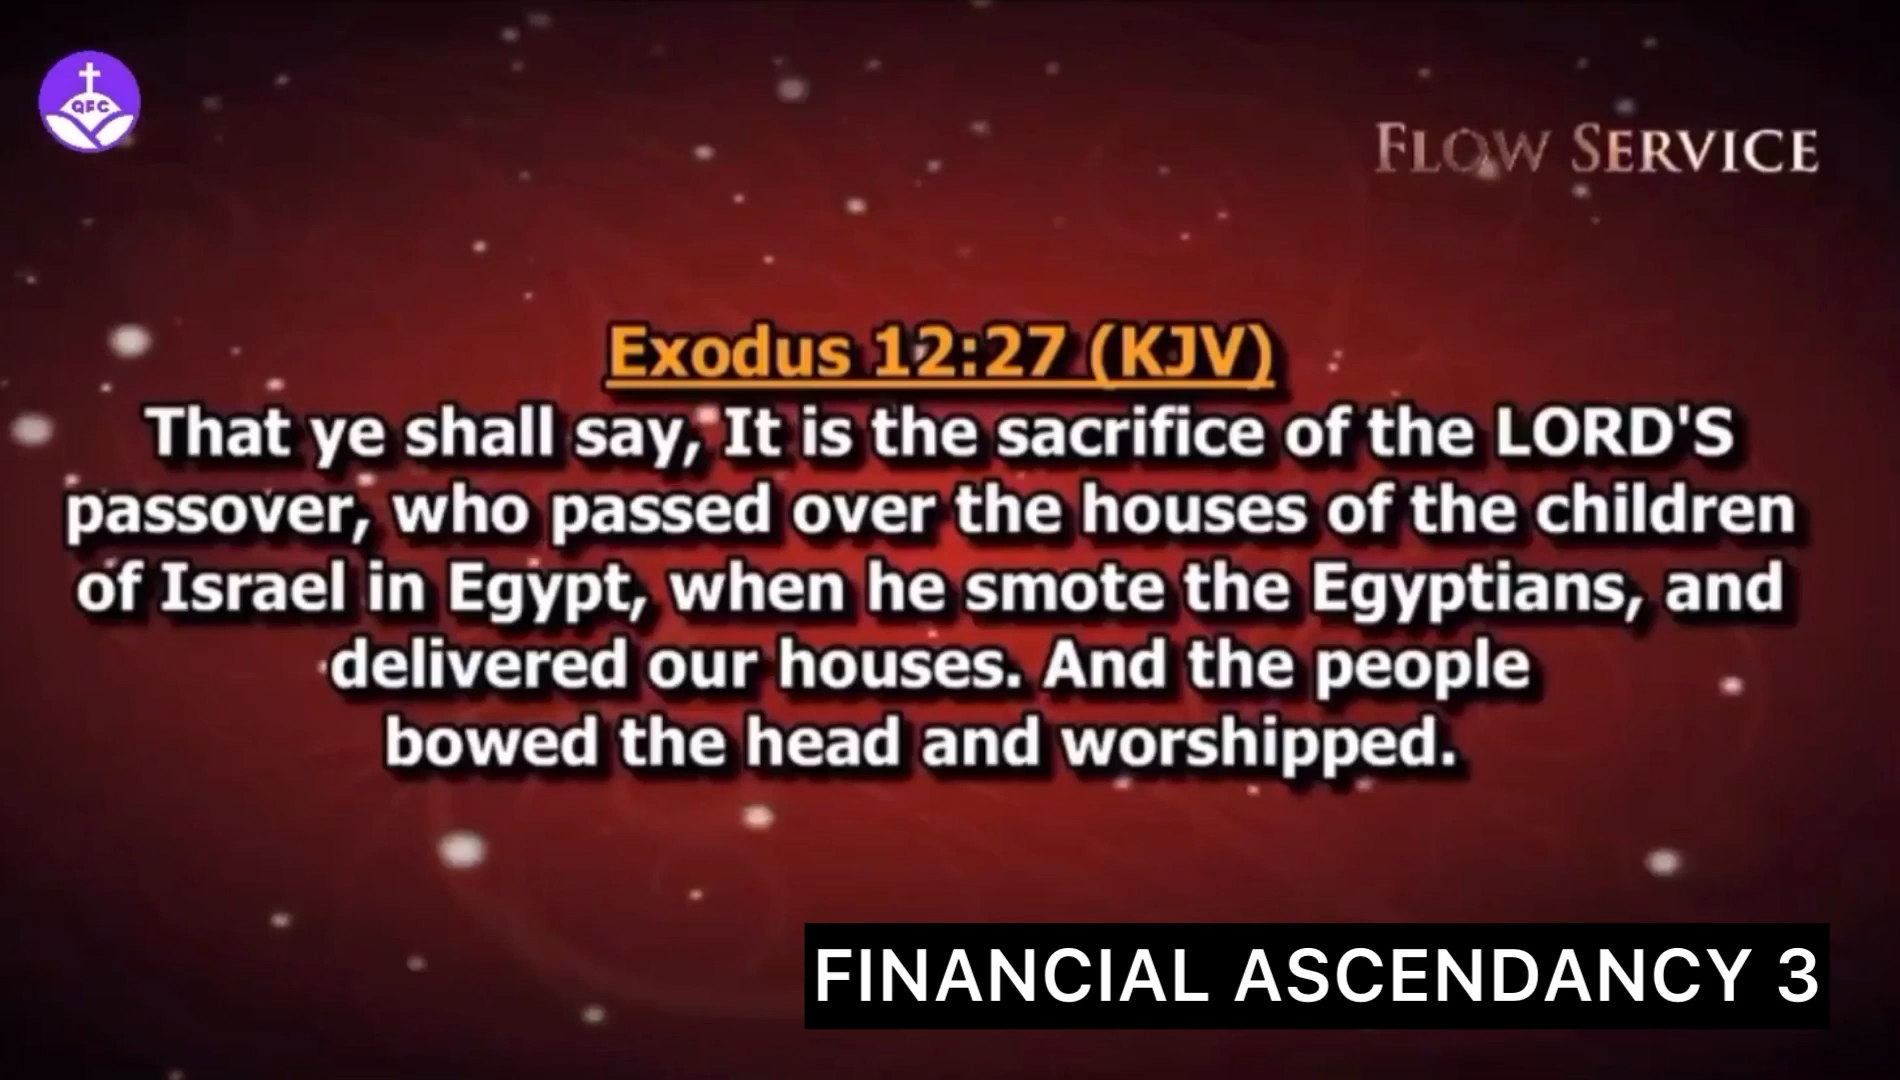 QFC
FLOW SERVICE
Exodus 12:27 (KJV)
That ye shall say, It is the sacrifice of the LORD'S
passover, who passed over the houses of the children
of Israel in Egypt, when he smote the Egyptians, and
delivered our houses. And the people
bowed the head and worshipped.
FINANCIAL ASCENDANCY 3